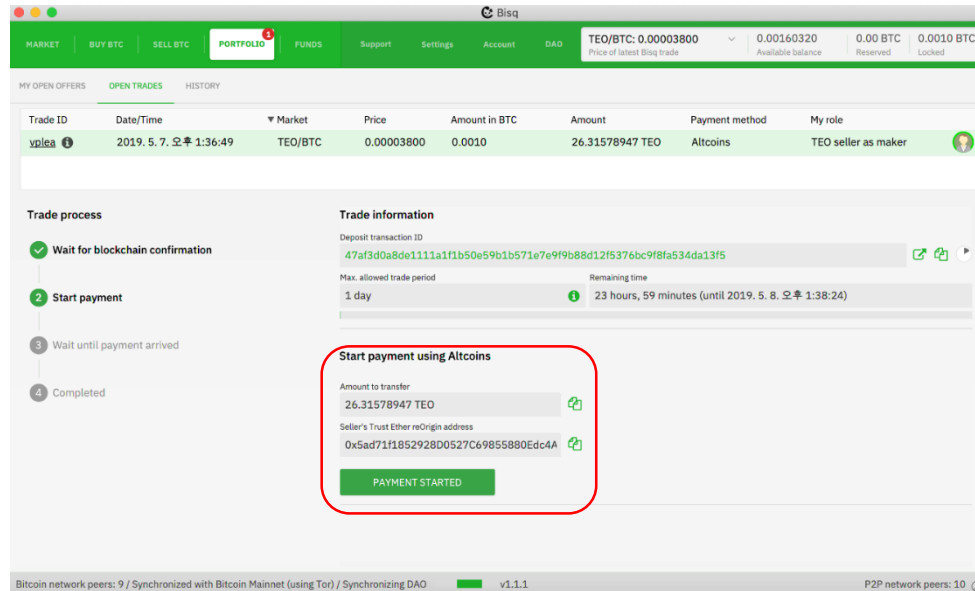 Bisq
MARKET BUY BTC SELL BTC PORTFOLIO 1 FUNDS Support Settings Account DAO TEO/BTC: 0.00003800 0.00160320 0.00 BTC 0.0010 BTC
Price of latest Bisq trade Available balance Reserved Locked
MY OPEN OFFERS OPEN TRADES HISTORY
Trade ID Date/Time ▼ Market Price Amount in BTC Amount Payment method My role
vplea 2019. 5. 7. 오후 1:36:49 TEO/BTC 0.00003800 0.0010 26.31578947 TEO Altcoins TEO seller as maker
Trade process
Wait for blockchain confirmation
2 Start payment
3 Wait until payment arrived
4 Completed
Trade information
Deposit transaction ID
47af3d0a8de1111a1f1b50e59b1b571e7e9f9b88d12f5376bc9f8fa534da13f5
Max. allowed trade period Remaining time
1 day 23 hours, 59 minutes (until 2019. 5. 8. 오후 1:38:24)
Start payment using Altcoins
Amount to transfer
26.31578947 TEO
Seller's Trust Ether reOrigin address
0x5ad71f1852928D0527C69855880Edc4A
PAYMENT STARTED
Bitcoin network peers: 9 / Synchronized with Bitcoin Mainnet (using Tor) / Synchronizing DAO v1.1.1 P2P network peers: 10